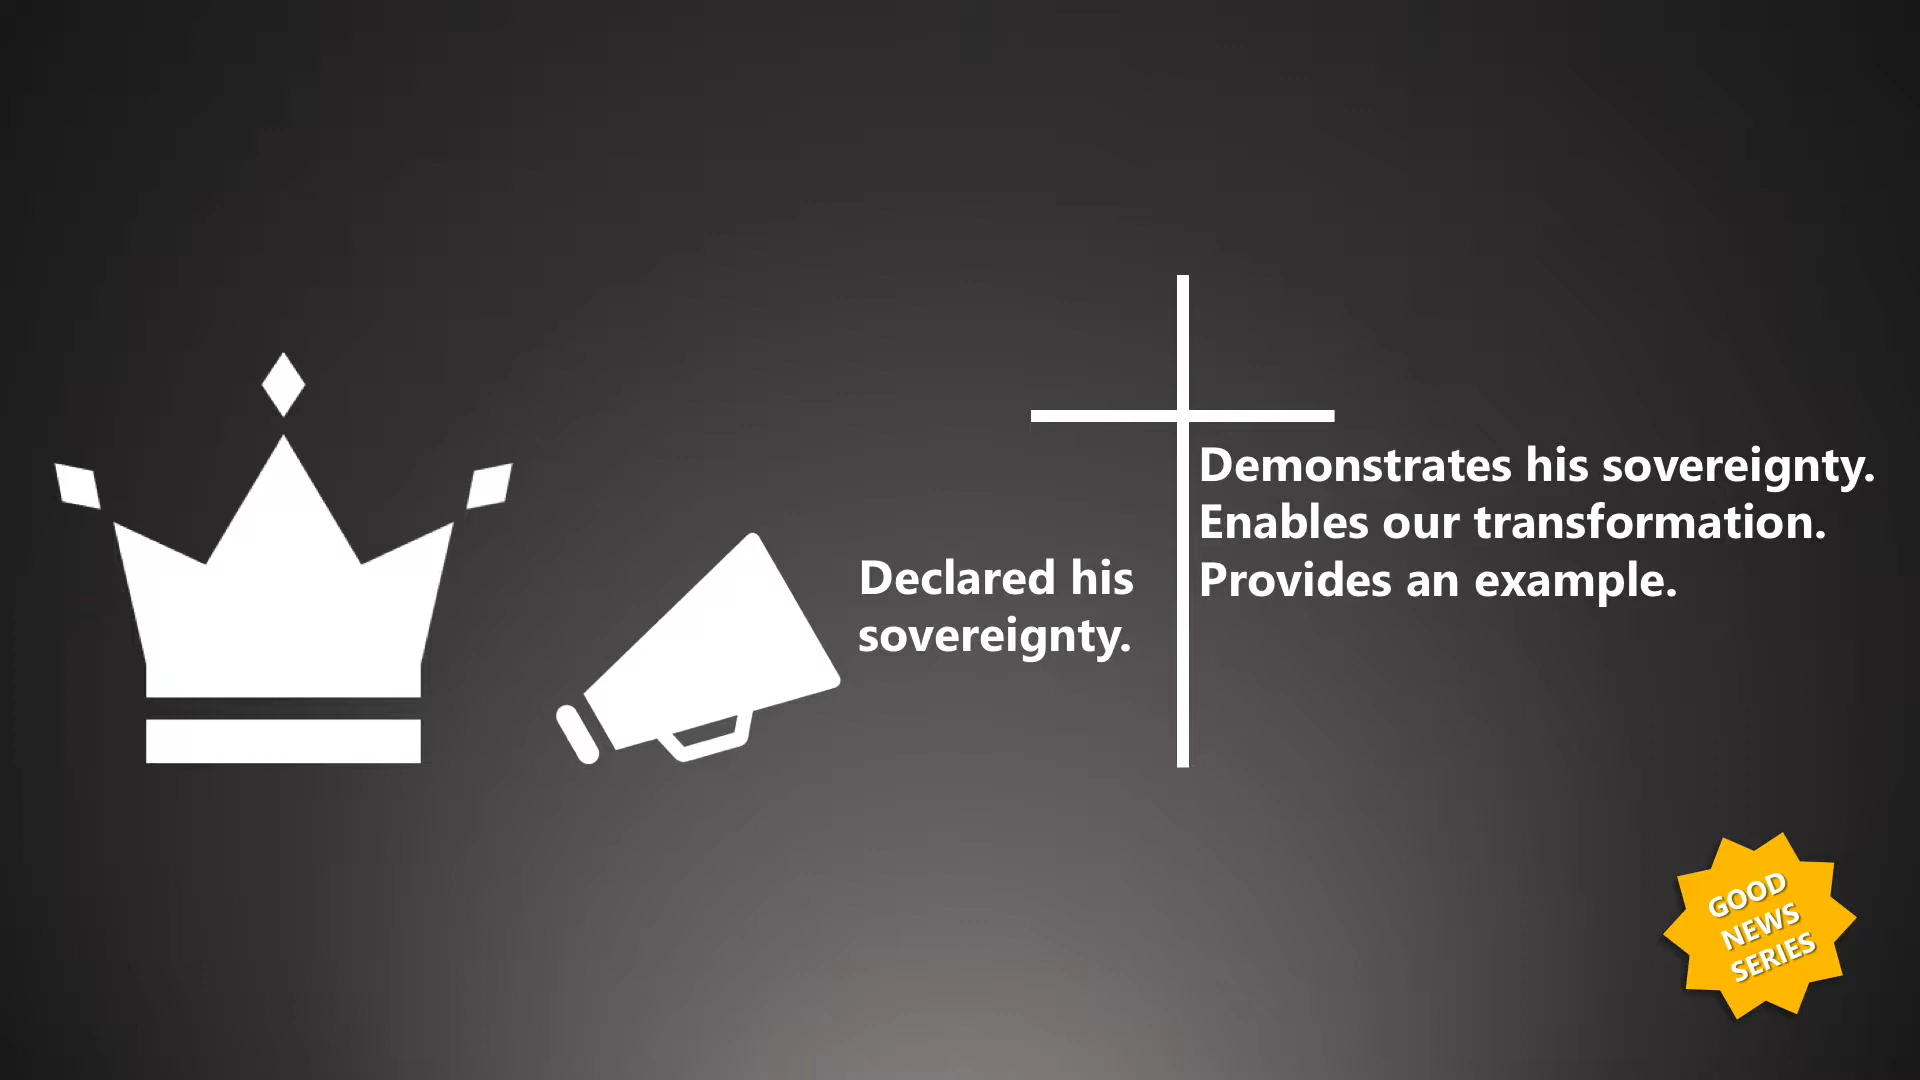 Declared his
sovereignty.
Demonstrates his sovereignty.
Enables our transformation.
Provides an example.
GOOD
NEWS
SERIES